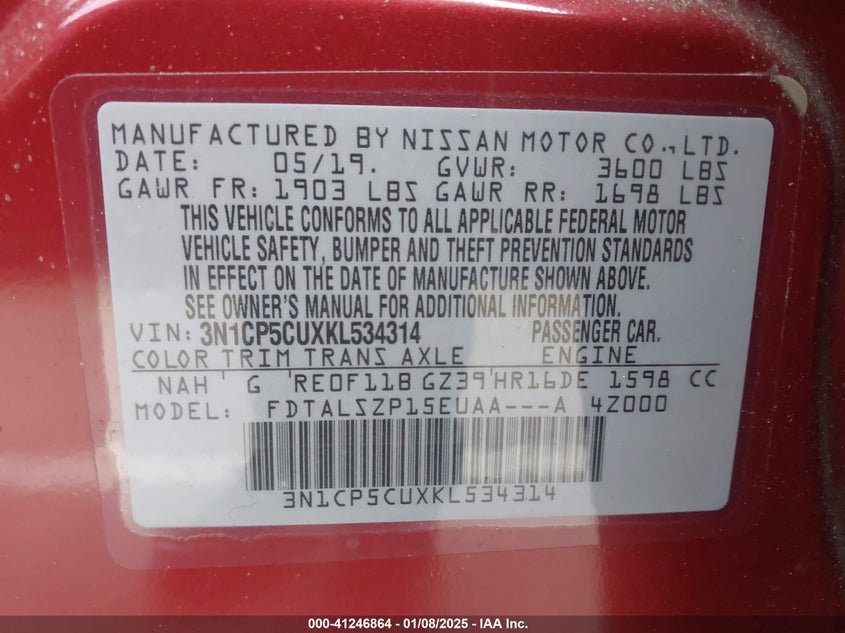 MANUFACTURED BY NISSAN MOTOR CO., LTD.
DATE: 05/19. GVWR: 3600 LBS
GAWR FR: 1903 LBS GAWR RR: 1698 LBS
THIS VEHICLE CONFORMS TO ALL APPLICABLE FEDERAL MOTOR
VEHICLE SAFETY, BUMPER AND THEFT PREVENTION STANDARDS
IN EFFECT ON THE DATE OF MANUFACTURE SHOWN ABOVE.
SEE OWNER'S MANUAL FOR ADDITIONAL INFORMATION.
VIN: 3N1CP5CUXKL534314 PASSENGER CAR.
COLOR TRIM TRANS AXLE ENGINE
NAH G RE0F11B GZ39 HR16DE 1598 CC
MODEL: FDTALSZP15EUAA---A 4Z000
3N1CP5CUXKL534314
000-41246864 - 01/08/2025 - IAA Inc.